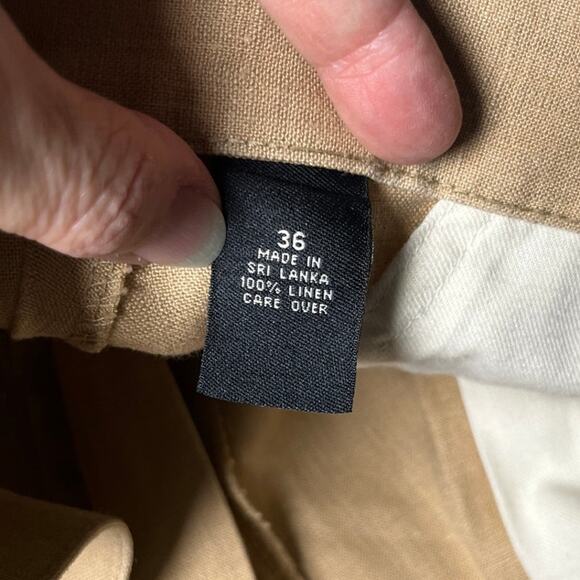 36
MADE IN
SRI LANKA
100% LINEN
CARE OVER